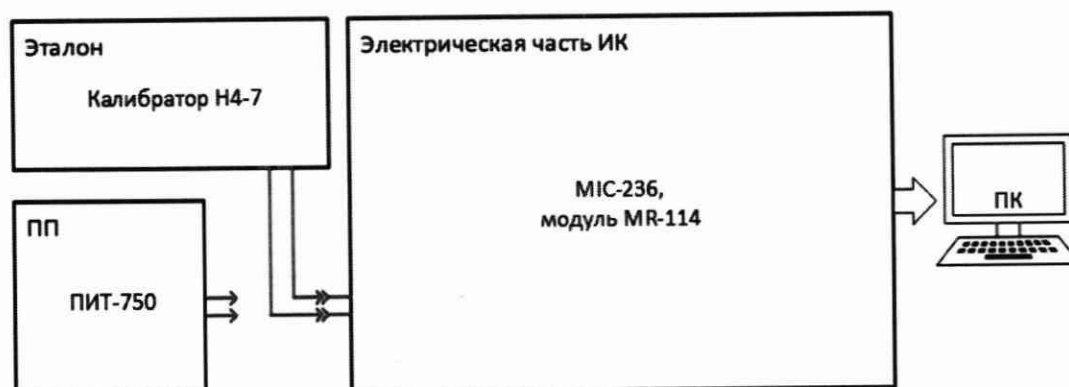 Эталон
Калибратор Н4-7
Электрическая часть ИК
MIC-236,
модуль MR-114
ПК
ПП
ПИТ-750